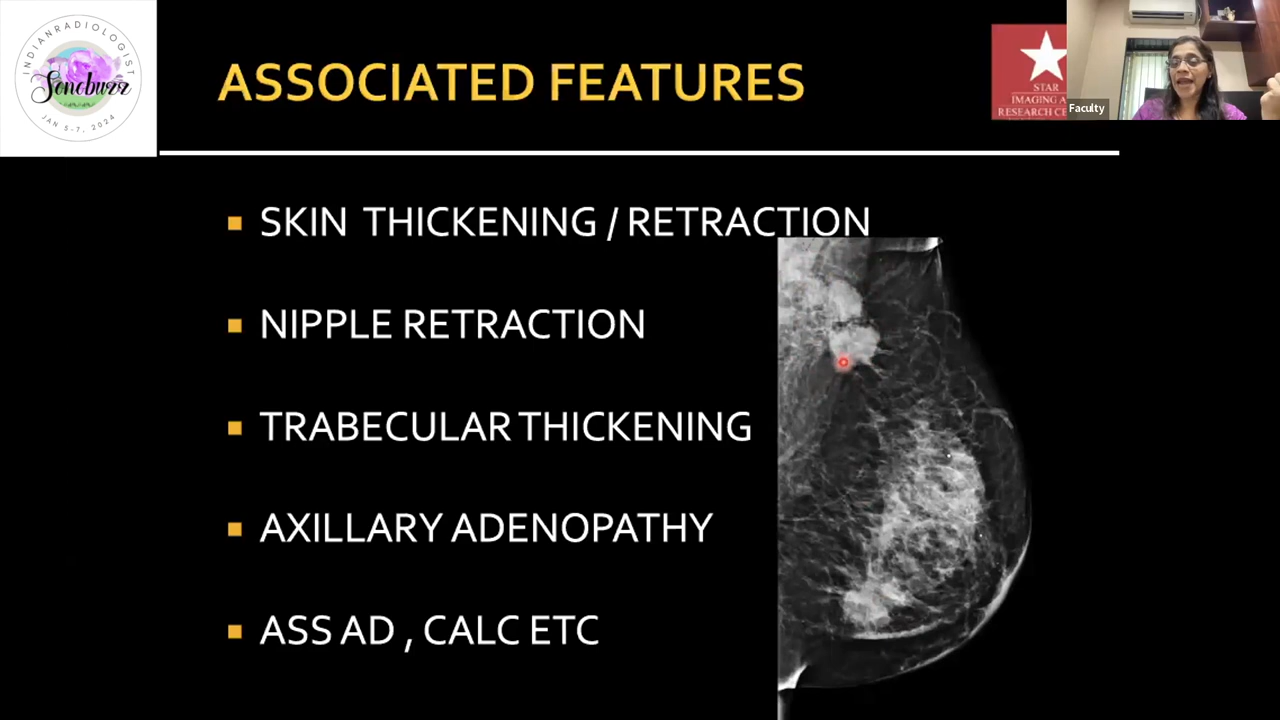 INDIANRADIOLOGIST
Sonobuzz
JAN 5-7, 2024
ASSOCIATED FEATURES
STAR
IMAGING A
RESEARCH CE
Faculty
SKIN THICKENING / RETRACTION
NIPPLE RETRACTION
TRABECULAR THICKENING
AXILLARY ADENOPATHY
ASS AD , CALC ETC